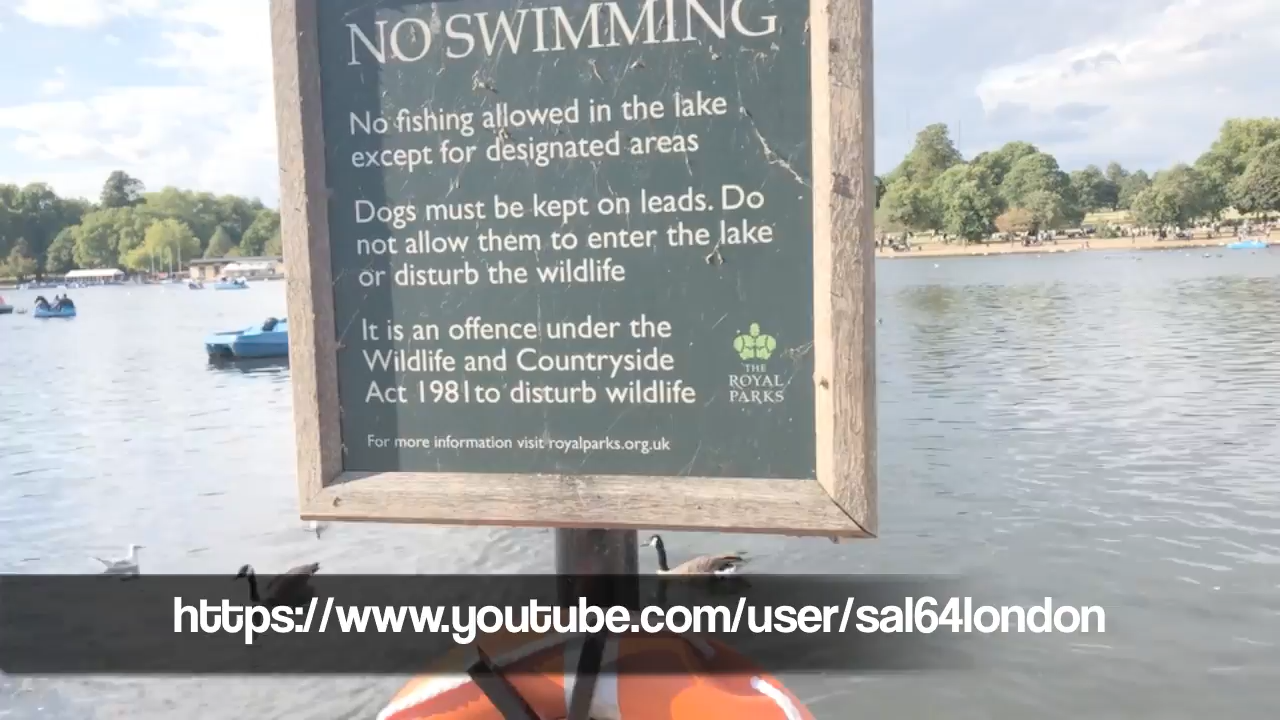 NO SWIMMING
No fishing allowed in the lake
except for designated areas
Dogs must be kept on leads. Do
not allow them to enter the lake
or disturb the wildlife
It is an offence under the
Wildlife and Countryside
Act 1981to disturb wildlife
THE
ROYAL
PARKS
For more information visit royalparks.org.uk
https://www.youtube.com/user/sal64london